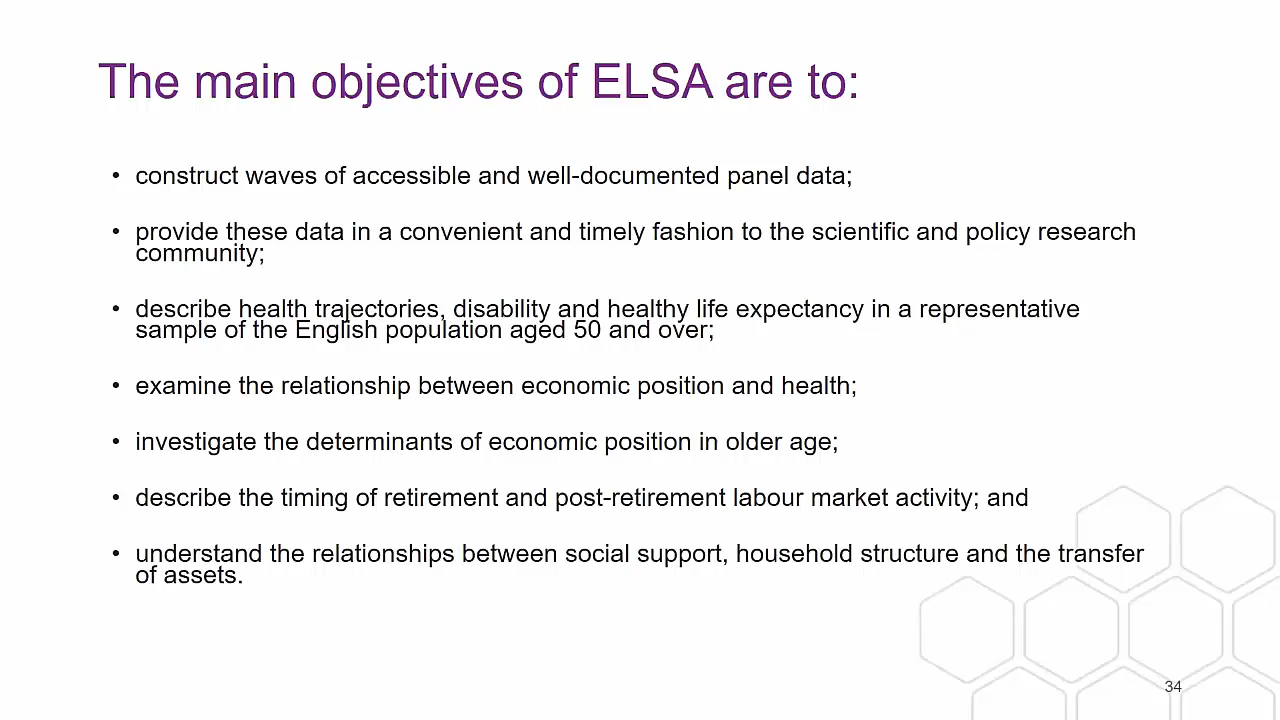 The main objectives of ELSA are to:
• construct waves of accessible and well-documented panel data;
• provide these data in a convenient and timely fashion to the scientific and policy research
community;
• describe health trajectories, disability and healthy life expectancy in a representative
sample of the English population aged 50 and over;
• examine the relationship between economic position and health;
• investigate the determinants of economic position in older age;
• describe the timing of retirement and post-retirement labour market activity; and
• understand the relationships between social support, household structure and the transfer
of assets.
34